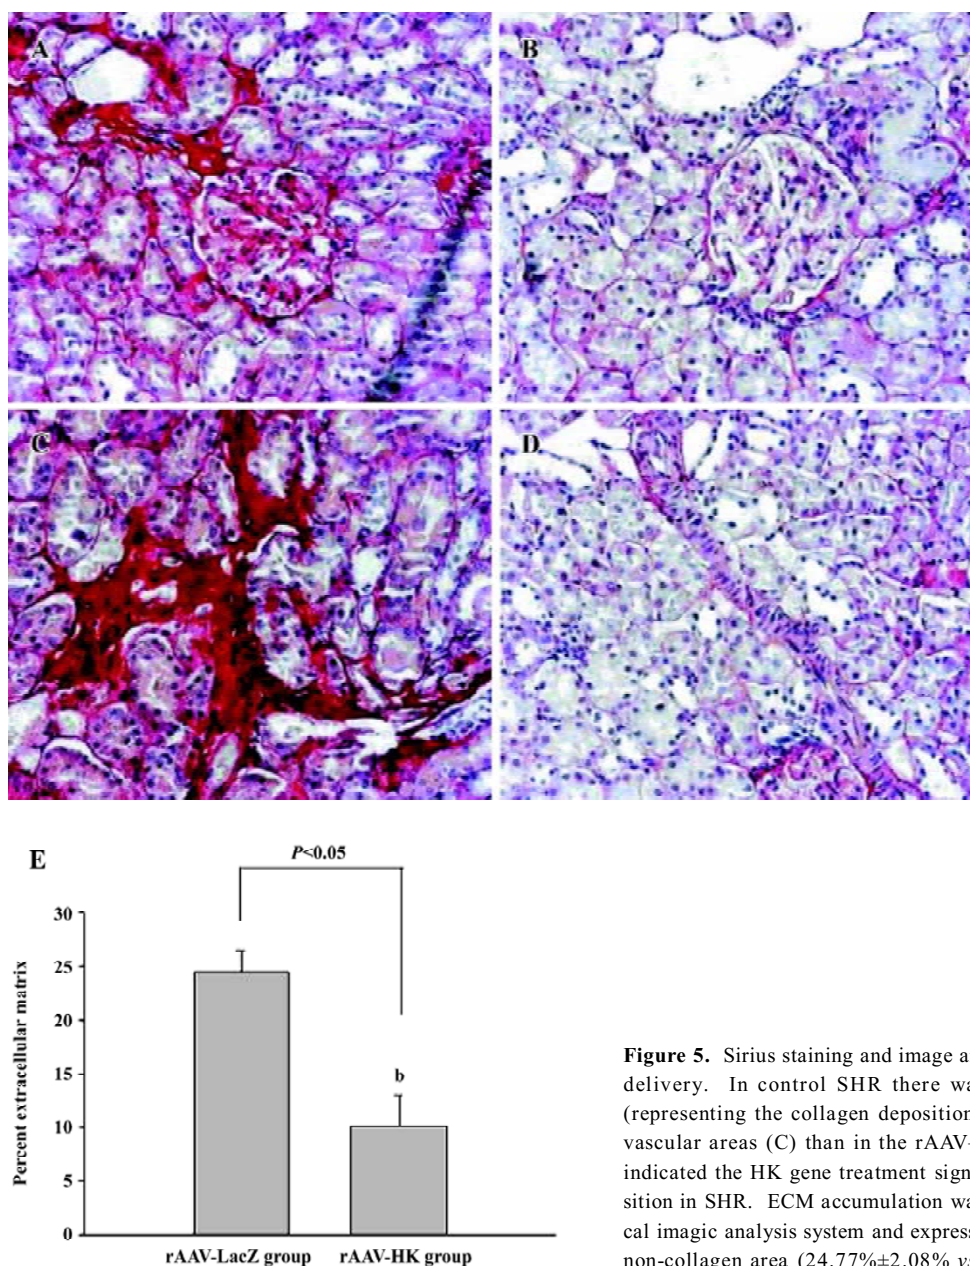 A
B
C
D
E
P<0.05
30
25
20
15
10
5
0
b
Percent extracellular matrix
rAAV-LacZ group
rAAV-HK group
Figure 5. Sirius staining and image a
delivery. In control SHR there wa
(representing the collagen deposition
vascular areas (C) than in the rAAV-
indicated the HK gene treatment sign
sition in SHR. ECM accumulation wa
cal imagic analysis system and express
non-collagen area (24.77%±2.08% vs